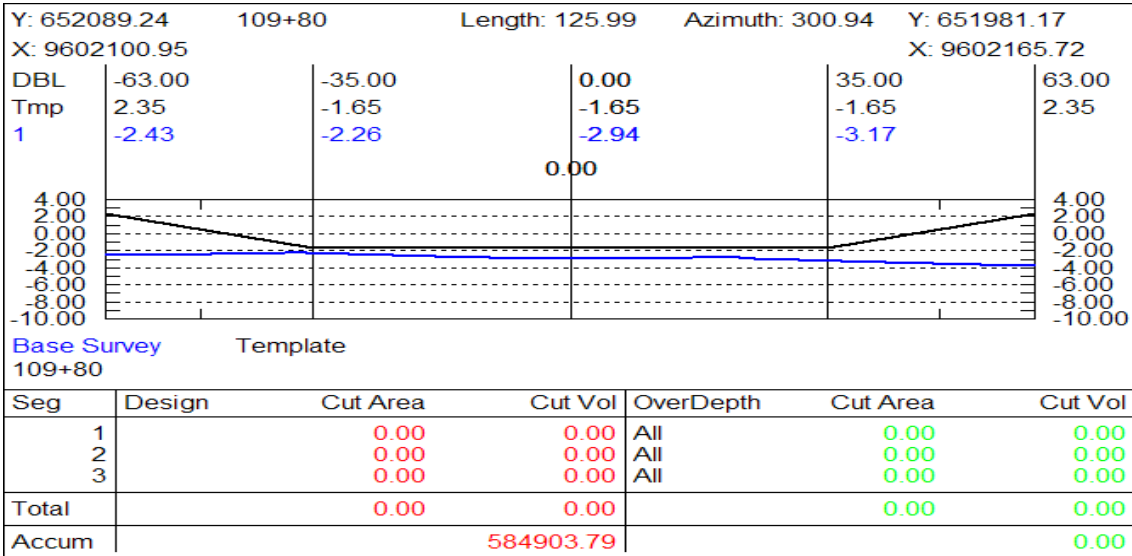 Y: 652089.24 109+80 Length: 125.99 Azimuth: 300.94 Y: 651981.17
X: 9602100.95 X: 9602165.72
DBL -63.00 -35.00 0.00 35.00 63.00
Tmp 2.35 -1.65 -1.65 -1.65 2.35
1 -2.43 -2.26 -2.94 -3.17
0.00
4.00 4.00
2.00 2.00
0.00 0.00
-2.00 -2.00
-4.00 -4.00
-6.00 -6.00
-8.00 -8.00
-10.00 -10.00
Base Survey Template
109+80
Seg Design Cut Area Cut Vol OverDepth Cut Area Cut Vol
1 0.00 0.00 All 0.00 0.00
2 0.00 0.00 All 0.00 0.00
3 0.00 0.00 All 0.00 0.00
Total 0.00 0.00 0.00 0.00
Accum 584903.79 0.00